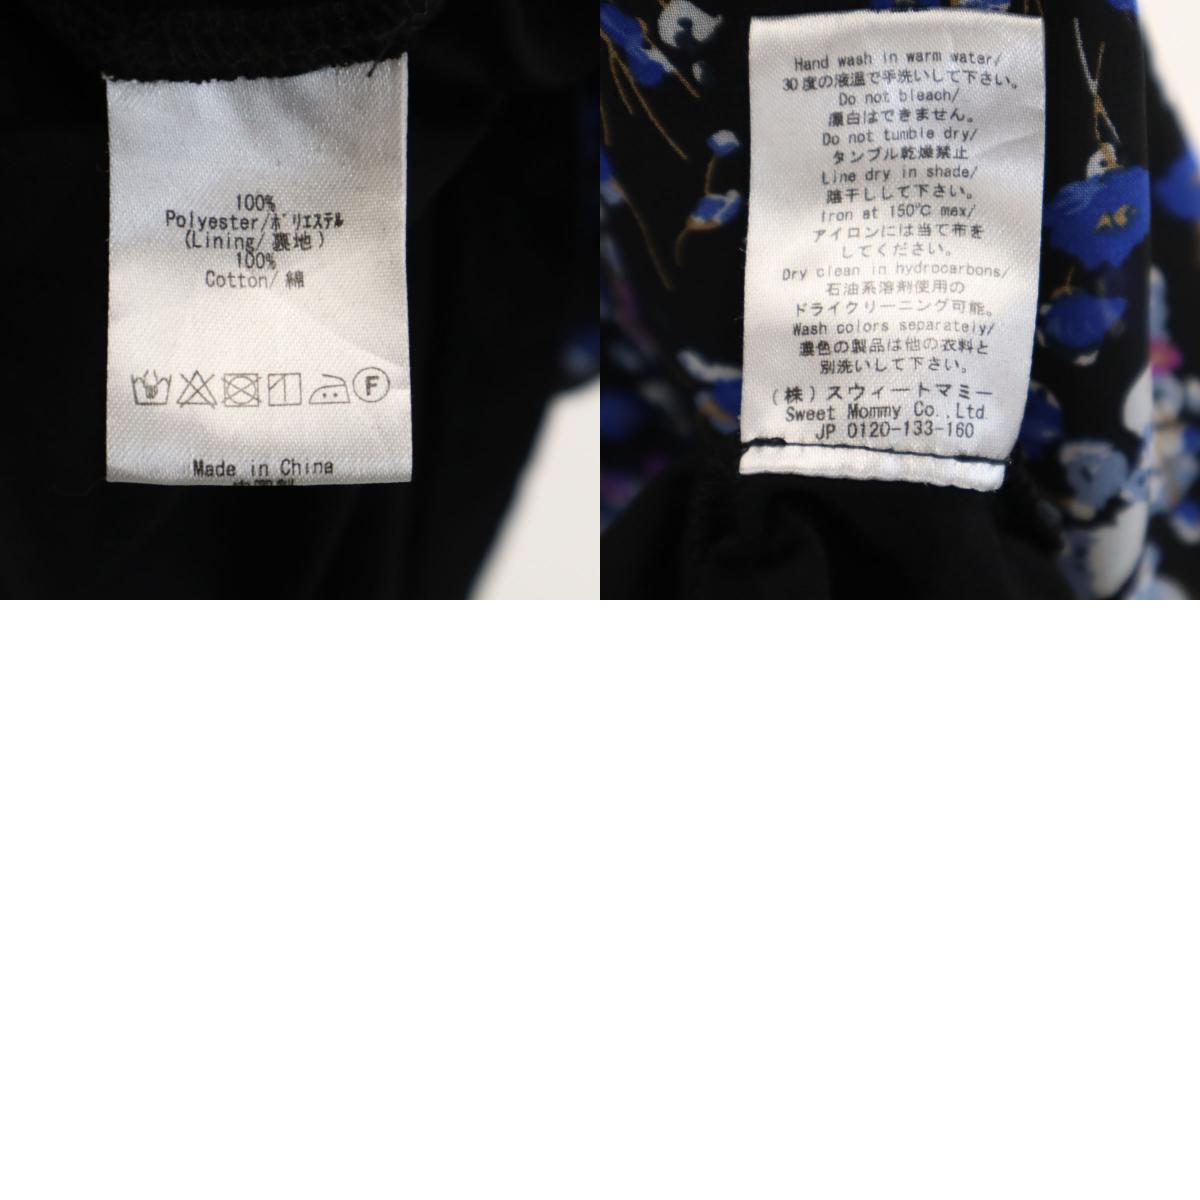 100%
Polyester/ポリエステル
(Lining/裏地)
100%
Cotton/綿
F
Made in China
Hand wash in warm water/
30度の液温で手洗いして下さい。
Do not bleach/
漂白はできません。
Do not tumble dry/
タンブル乾燥禁止
Line dry in shade/
陰干しして下さい。
Iron at 150℃ max/
アイロンには当て布を
してください。
Dry clean in hydrocarbons/
石油系溶剤使用の
ドライクリーニング可能。
Wash colors separately/
濃色の製品は他の衣料と
別洗いして下さい。
(株)スウィートマミー
Sweet Mommy Co.,Ltd
JP 0120-133-160